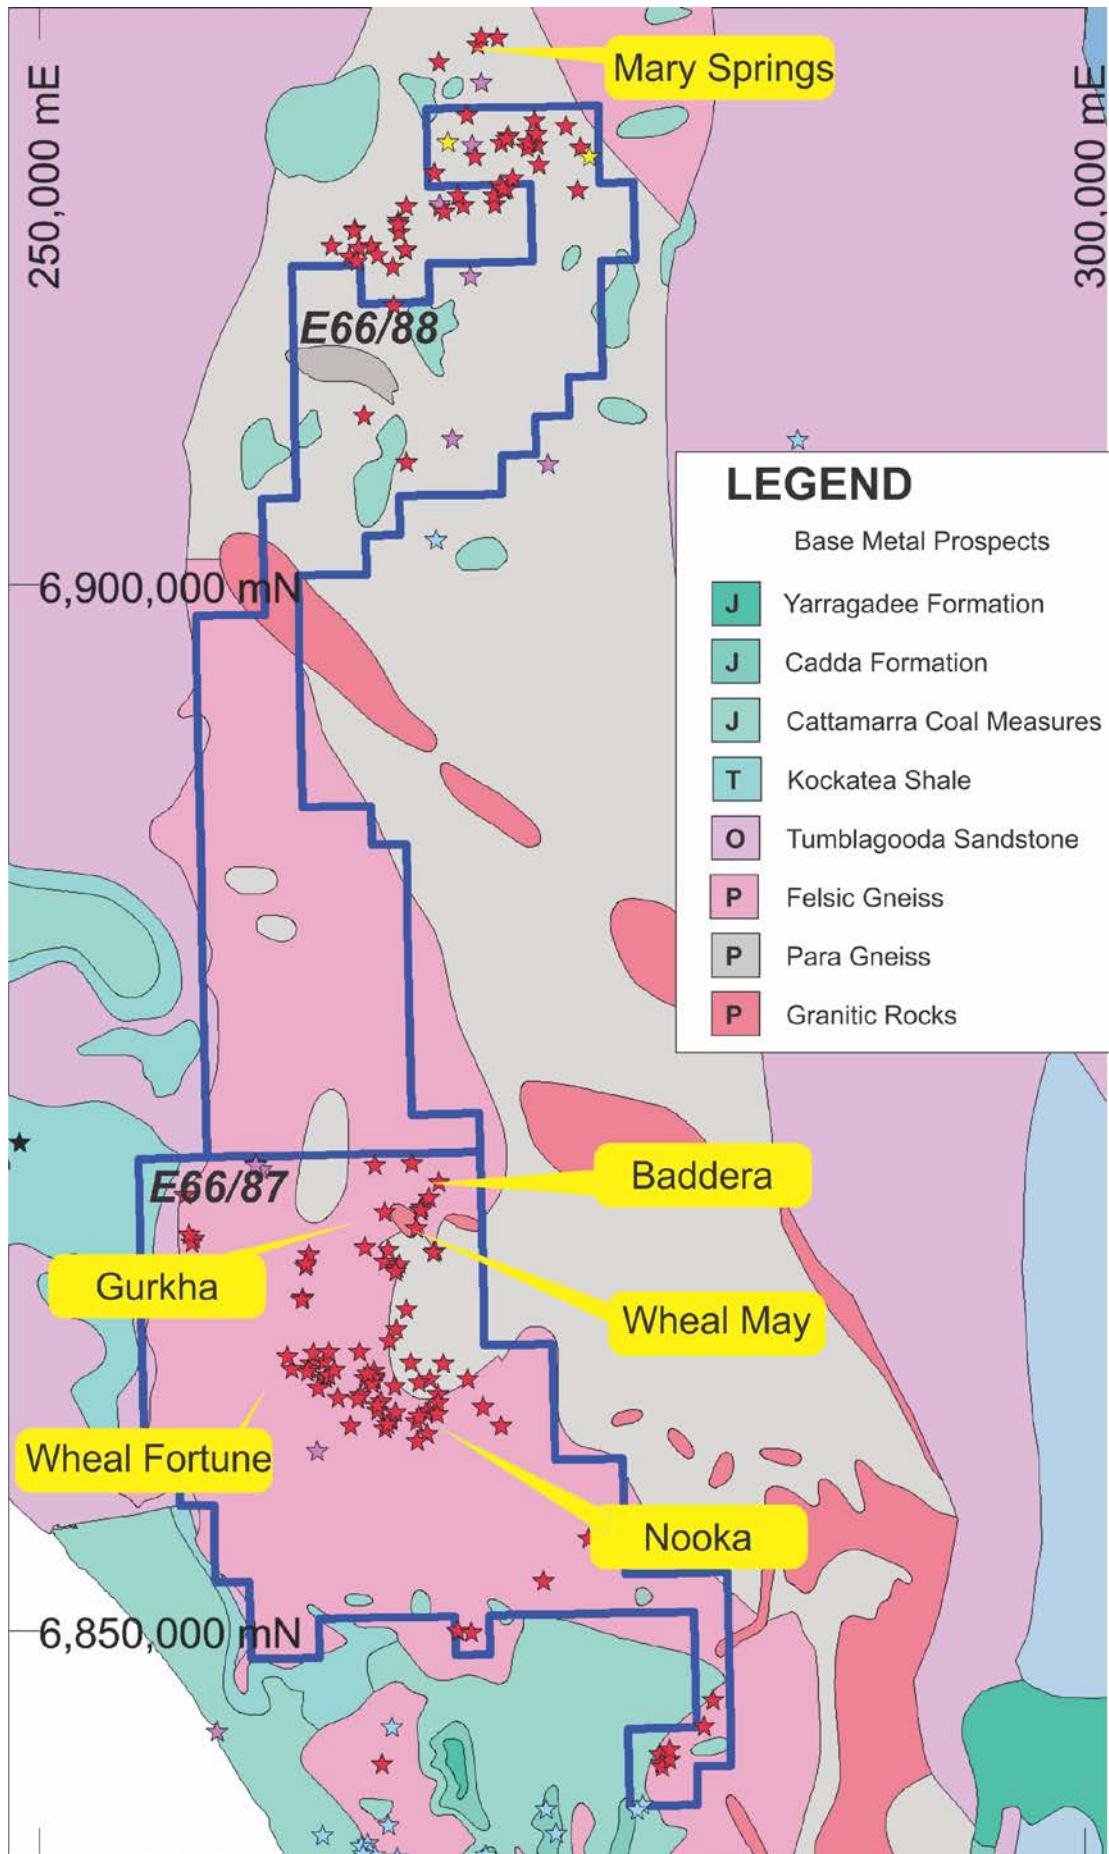 Mary Springs
250,000 mE
300,000 mE
E66/88
LEGEND
Base Metal Prospects
J Yarragadee Formation
J Cadda Formation
J Cattamarra Coal Measures
T Kockatea Shale
O Tumblagooda Sandstone
P Felsic Gneiss
P Para Gneiss
P Granitic Rocks
6,900,000 mN
E66/87
Baddera
Gurkha
Wheal May
Wheal Fortune
Nooka
6,850,000 mN